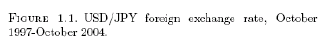 FIGURE 1.1. USD/JPY foreign exchange rate, October
1997-October 2004.